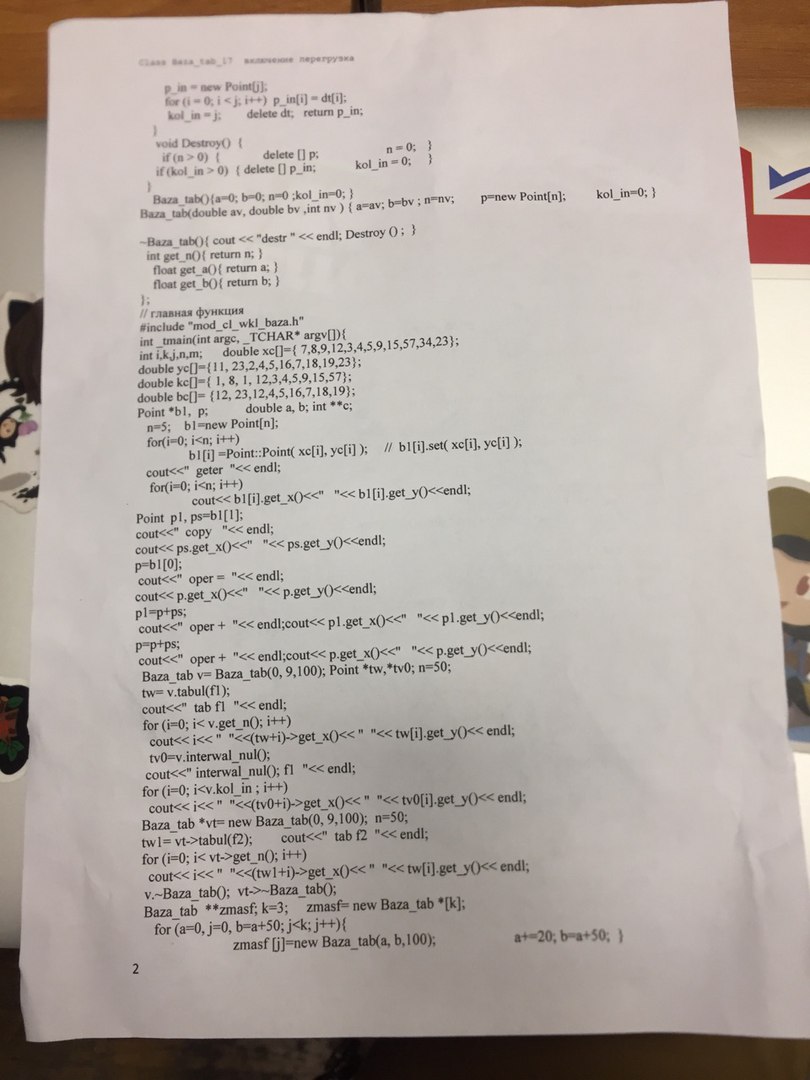 Class Baza_tab_17 включение перегрузка
p_in = new Point[j];
for (i = 0; i < j; i++) p_in[i] = dt[i];
kol_in = j; delete dt; return p_in;
}
void Destroy() {
if (n > 0) { delete [] p; n = 0; }
if (kol_in > 0) { delete [] p_in; kol_in = 0; }
}
Baza_tab(){a=0; b=0; n=0 ;kol_in=0; }
Baza_tab(double av, double bv ,int nv ) { a=av; b=bv ; n=nv; p=new Point[n]; kol_in=0; }
~Baza_tab(){ cout << "destr " << endl; Destroy () ; }
int get_n(){ return n; }
float get_a(){ return a; }
float get_b(){ return b; }
};
// главная функция
#include "mod_cl_wkl_baza.h"
int _tmain(int argc, _TCHAR* argv[]){
int i,k,j,n,m; double xc[]={ 7,8,9,12,3,4,5,9,15,57,34,23};
double yc[]={11, 23,2,4,5,16,7,18,19,23};
double kc[]={ 1, 8, 1, 12,3,4,5,9,15,57};
double bc[]= {12, 23,12,4,5,16,7,18,19};
Point *b1, p; double a, b; int **c;
n=5; b1=new Point[n];
for(i=0; i<n; i++)
b1[i] =Point::Point( xc[i], yc[i] ); // b1[i].set( xc[i], yc[i] );
cout<<" geter "<< endl;
for(i=0; i<n; i++)
cout<< b1[i].get_x()<<" "<< b1[i].get_y()<<endl;
Point p1, ps=b1[1];
cout<<" copy "<< endl;
cout<< ps.get_x()<<" "<< ps.get_y()<<endl;
p=b1[0];
cout<<" oper = "<< endl;
cout<< p.get_x()<<" "<< p.get_y()<<endl;
p1=p+ps;
cout<<" oper + "<< endl;cout<< p1.get_x()<<" "<< p1.get_y()<<endl;
p=p+ps;
cout<<" oper + "<< endl;cout<< p.get_x()<<" "<< p.get_y()<<endl;
Baza_tab v= Baza_tab(0, 9,100); Point *tw,*tv0; n=50;
tw= v.tabul(f1);
cout<<" tab f1 "<< endl;
for (i=0; i< v.get_n(); i++)
cout<< i<< " "<<(tw+i)->get_x()<< " "<< tw[i].get_y()<< endl;
tv0=v.interwal_nul();
cout<<" interwal_nul(); f1 "<< endl;
for (i=0; i<v.kol_in ; i++)
cout<< i<< " "<<(tv0+i)->get_x()<< " "<< tv0[i].get_y()<< endl;
Baza_tab *vt= new Baza_tab(0, 9,100); n=50;
tw1= vt->tabul(f2); cout<<" tab f2 "<< endl;
for (i=0; i< vt->get_n(); i++)
cout<< i<< " "<<(tw1+i)->get_x()<< " "<< tw[i].get_y()<< endl;
v.~Baza_tab(); vt->~Baza_tab();
Baza_tab **zmasf; k=3; zmasf= new Baza_tab *[k];
for (a=0, j=0, b=a+50; j<k; j++){
zmasf [j]=new Baza_tab(a, b,100); a+=20; b=a+50; }
2